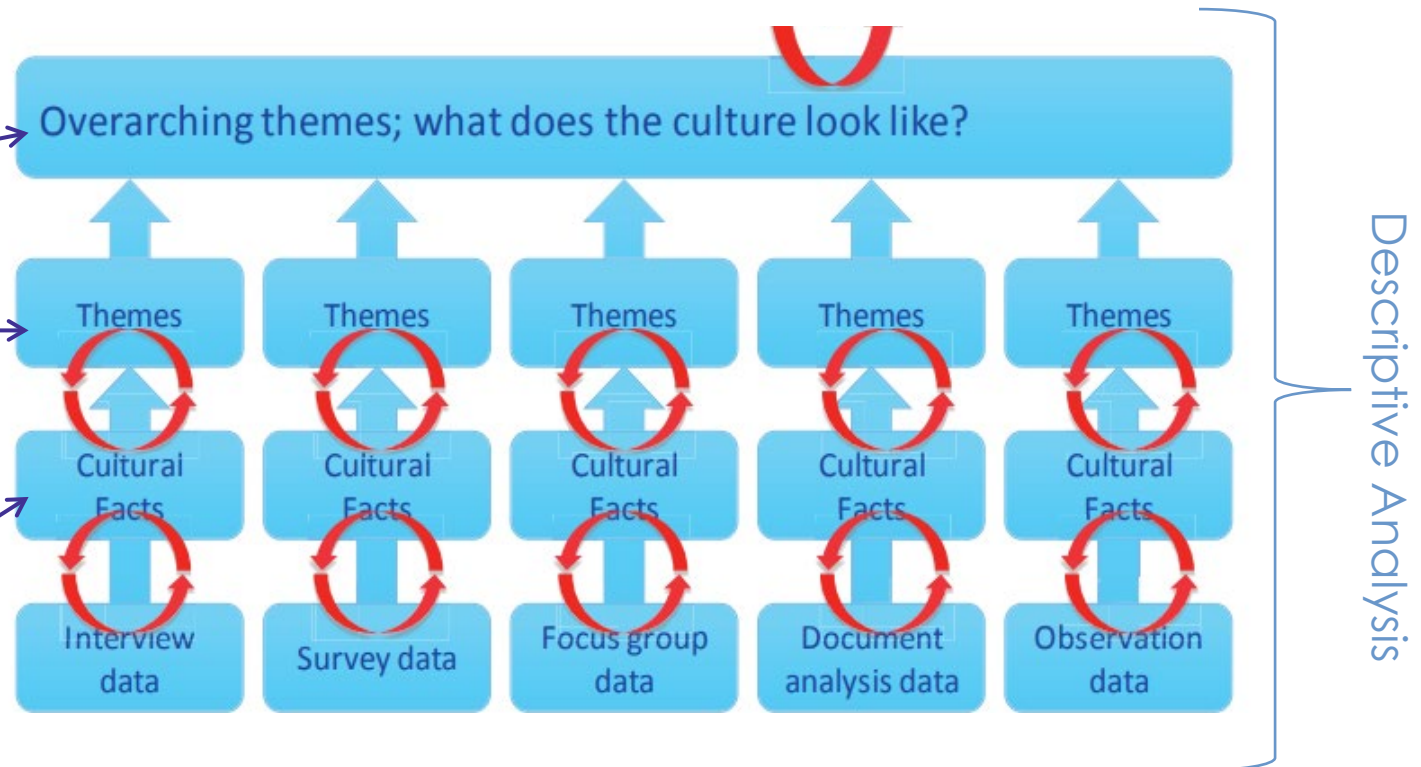 Overarching themes; what does the culture look like?
Themes
Themes
Themes
Themes
Themes
Cultural
Facts
Cultural
Facts
Cultural
Facts
Cultural
Facts
Cultural
Facts
Interview
data
Survey data
Focus group
data
Document
analysis data
Observation
data
Descriptive Analysis